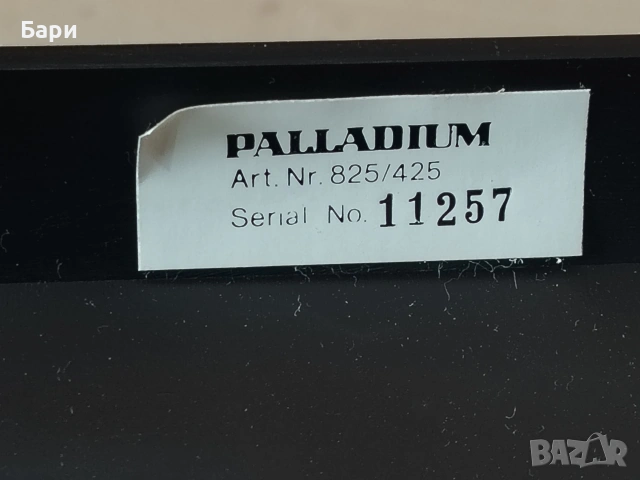 Бари
PALLADIUM
Art. Nr. 825/425
Serial No. 11257
BAZAR